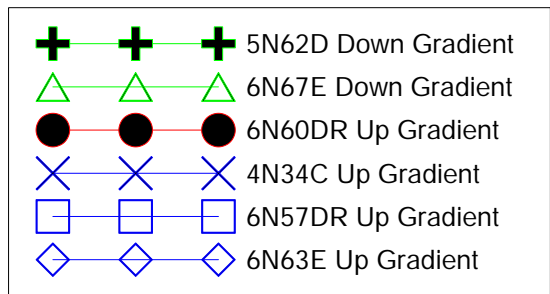 5N62D Down Gradient
6N67E Down Gradient
6N60DR Up Gradient
4N34C Up Gradient
6N57DR Up Gradient
6N63E Up Gradient